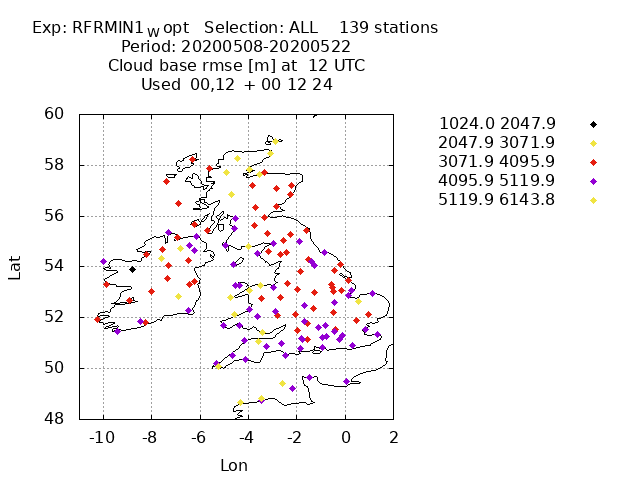 Exp: RFRMIN1_W opt Selection: ALL 139 stations
Period: 20200508-20200522
Cloud base rmse [m] at 12 UTC
Used 00,12 + 00 12 24
1024.0 2047.9
2047.9 3071.9
3071.9 4095.9
4095.9 5119.9
5119.9 6143.8
60
58
56
54
52
50
48
Lat
-10 -8 -6 -4 -2 0 2
Lon